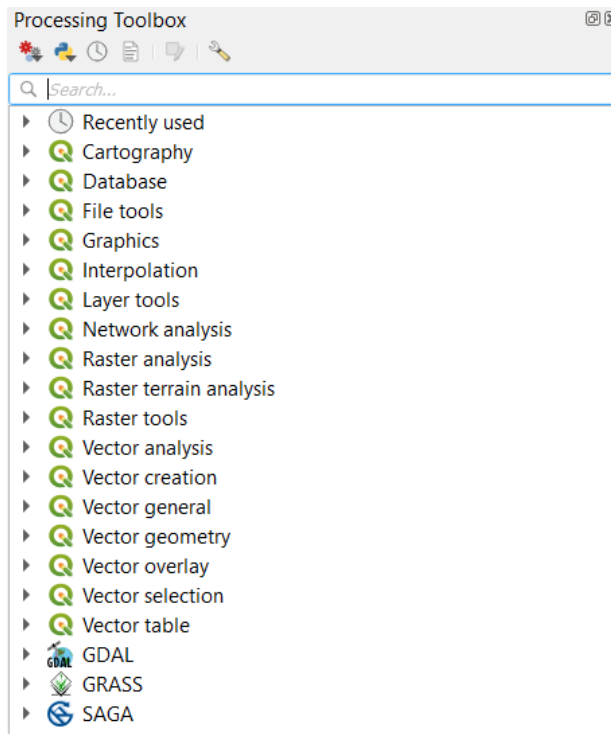 Processing Toolbox
Search...
Recently used
Cartography
Database
File tools
Graphics
Interpolation
Layer tools
Network analysis
Raster analysis
Raster terrain analysis
Raster tools
Vector analysis
Vector creation
Vector general
Vector geometry
Vector overlay
Vector selection
Vector table
GDAL GDAL
GRASS
SAGA